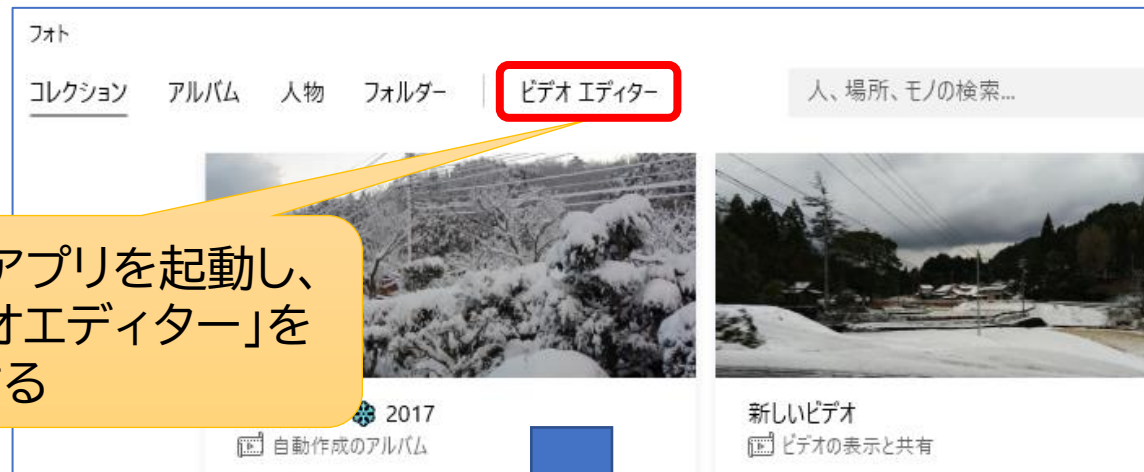 フォト
コレクション アルバム 人物 フォルダー ビデオ エディター 人、場所、モノの検索...
アプリを起動し、
オエディター」を
る
2017
自動作成のアルバム
新しいビデオ
ビデオの表示と共有